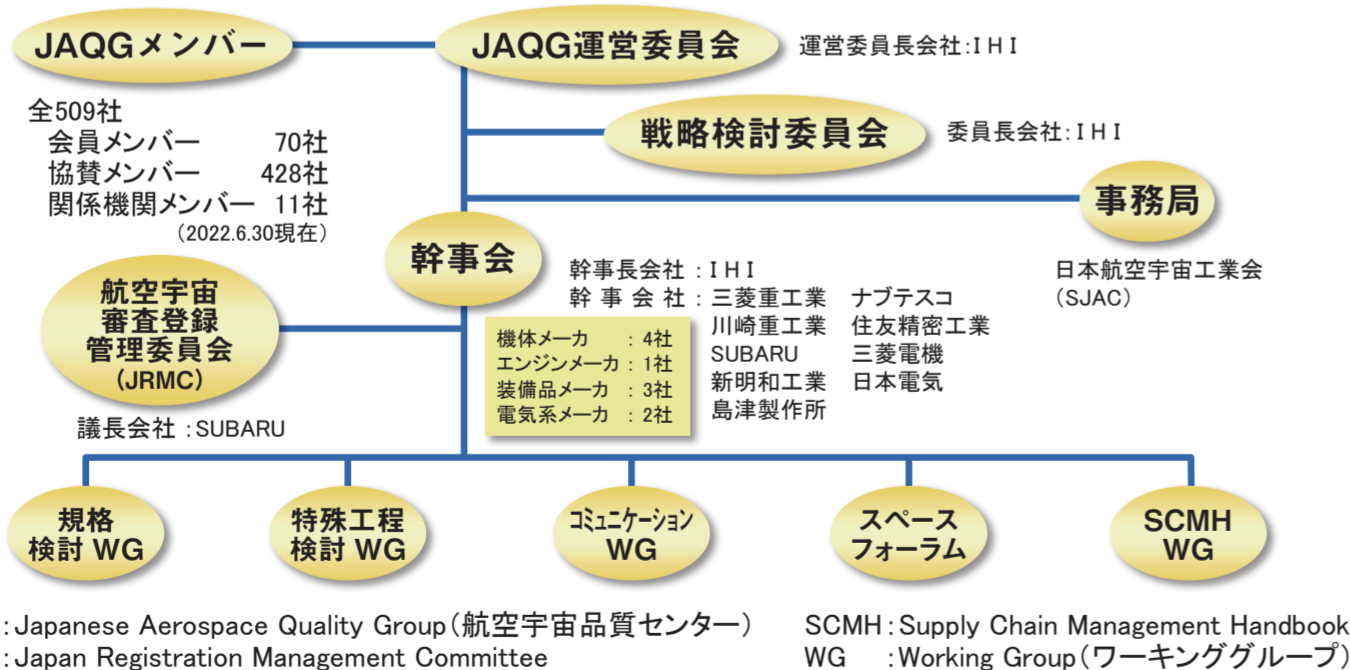 JAQGメンバー
JAQG運営委員会
運営委員長会社:IHI
全509社
会員メンバー 70社
協賛メンバー 428社
関係機関メンバー 11社
(2022.6.30現在)
戦略検討委員会
委員長会社:IHI
事務局
日本航空宇宙工業会
(SJAC)
幹事会
幹事長会社:IHI
幹事会社:三菱重工業 ナブテスコ
川崎重工業 住友精密工業
SUBARU 三菱電機
新明和工業 日本電気
島津製作所
機体メーカ :4社
エンジンメーカ:1社
装備品メーカ :3社
電気系メーカ :2社
航空宇宙
審査登録
管理委員会
(JRMC)
議長会社:SUBARU
規格
検討 WG
特殊工程
検討 WG
コミュニケーション
WG
スペース
フォーラム
SCMH
WG
:Japanese Aerospace Quality Group(航空宇宙品質センター)
:Japan Registration Management Committee
SCMH:Supply Chain Management Handbook
WG :Working Group(ワーキンググループ)